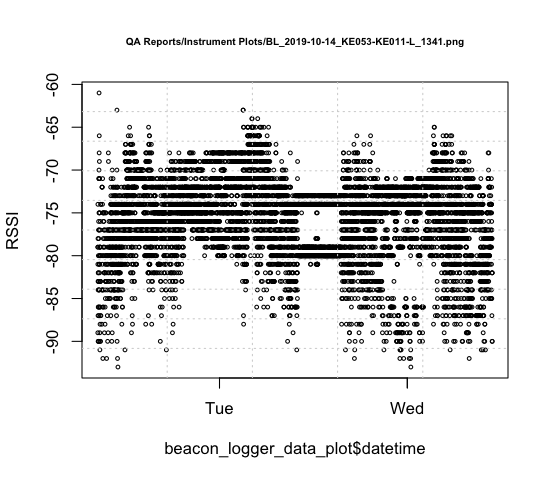 QA Reports/Instrument Plots/BL_2019-10-14_KE053-KE011-L_1341.png
-60
-65
-70
-75
-80
-85
-90
RSSI
Tue
Wed
beacon_logger_data_plot$datetime